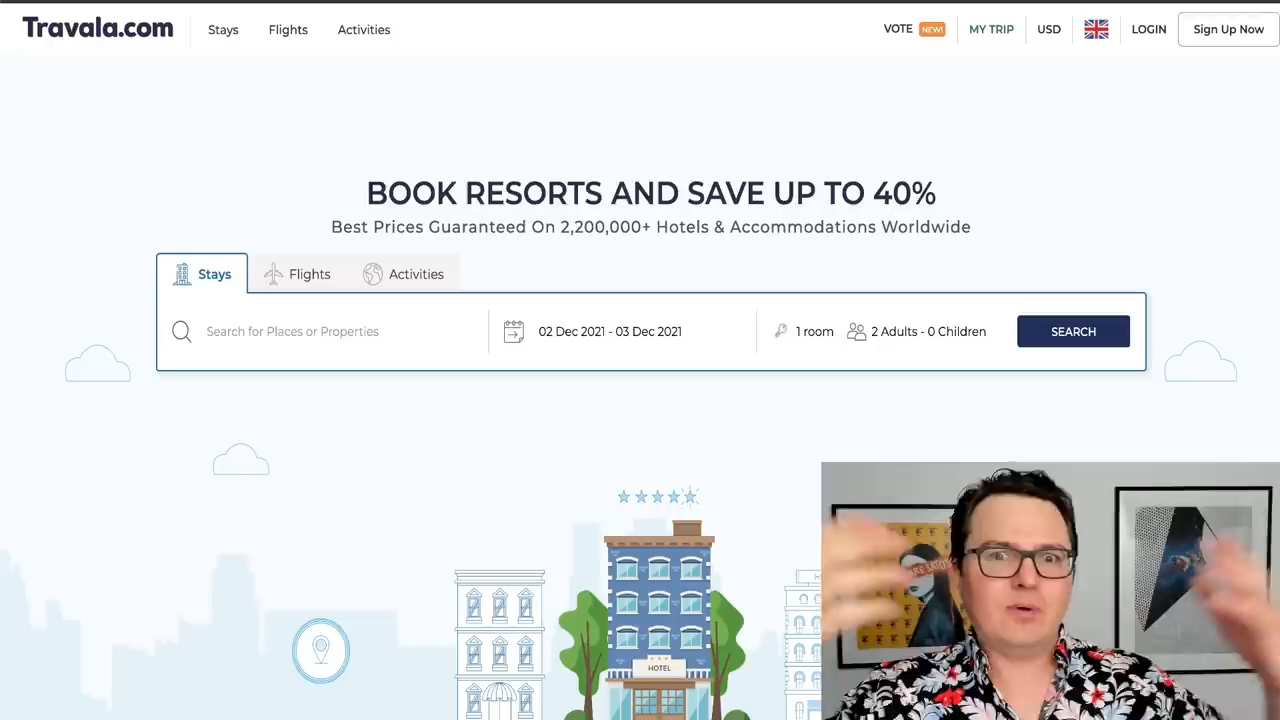 Travala.com Stays Flights Activities VOTE NEW! MY TRIP USD LOGIN Sign Up Now
BOOK RESORTS AND SAVE UP TO 40%
Best Prices Guaranteed On 2,200,000+ Hotels & Accommodations Worldwide
Stays Flights Activities
Search for Places or Properties 02 Dec 2021 - 03 Dec 2021 1 room 2 Adults - 0 Children SEARCH
HOTEL